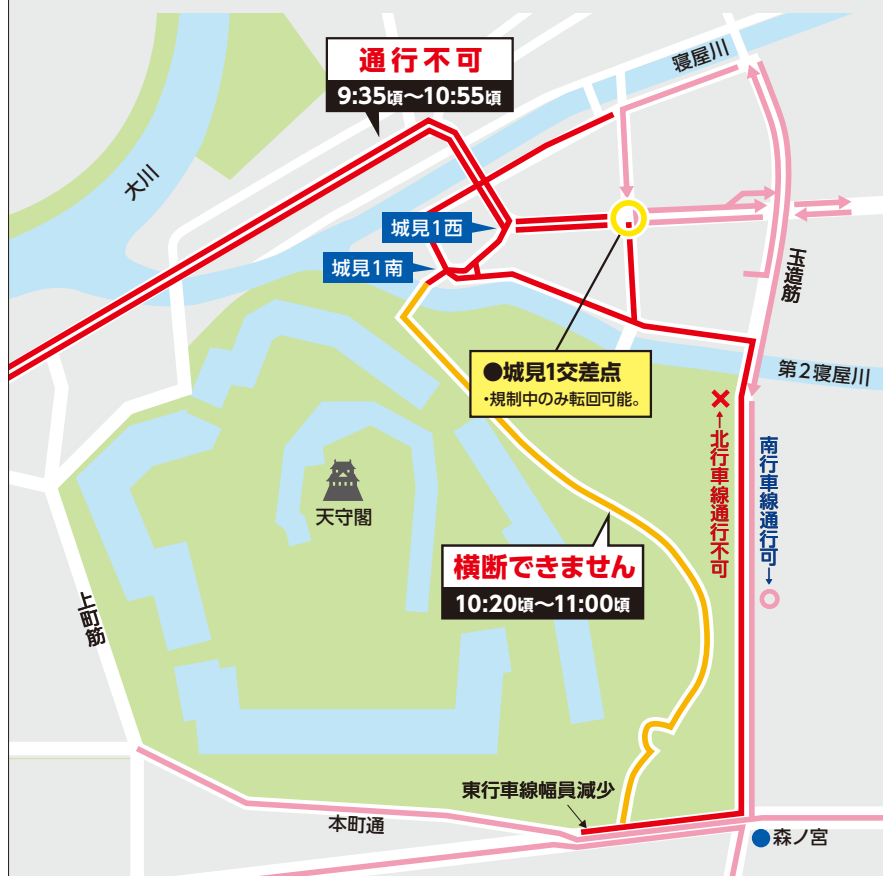 通行不可
9:35頃～10:55頃
寝屋川
大川
城見1西
城見1南
玉造筋
●城見1交差点
・規制中のみ転回可能。
第2寝屋川
×←北行車線通行不可
南行車線通行可→○
天守閣
横断できません
10:20頃～11:00頃
上町筋
東行車線幅員減少
本町通
●森ノ宮